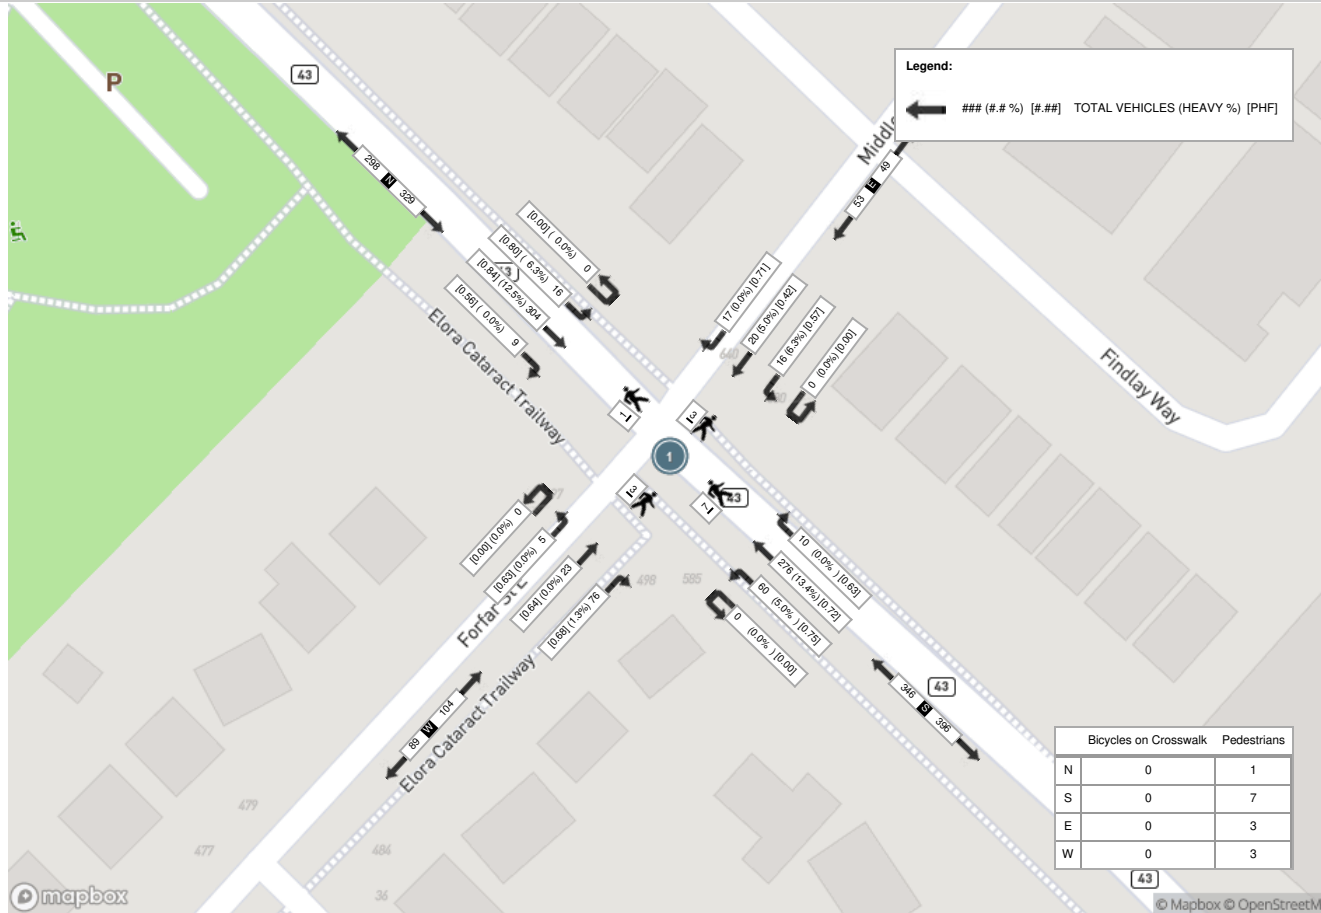 P
43
Legend:
### (#.# %) [#.##] TOTAL VEHICLES (HEAVY %) [PHF]
298 N 329
53 E 49
[0.00] ( 0.0%) 0
[0.80] ( 6.3%) 16
[0.84] (12.5%) 304
[0.56] ( 0.0%) 9
17 (0.0%) [0.71]
20 (5.0%) [0.42]
16 (6.3%) [0.57]
0 (0.0%) [0.00]
640
Elora Cataract Trailway
Findlay Way
1
3
1
3
7
43
[0.00] (0.0%) 0
[0.63] (0.0%) 5
[0.64] (0.0%) 23
[0.68] (1.3%) 76
10 (0.0% ) [0.63]
276 (13.4%) [0.72]
60 (5.0% ) [0.75]
0 (0.0% ) [0.00]
498
585
Forfar St E
Elora Cataract Trailway
89 W 104
346 S 396
43
479
477
484
36
Bicycles on Crosswalk Pedestrians
N 0 1
S 0 7
E 0 3
W 0 3
43
mapbox
© Mapbox © OpenStreetM